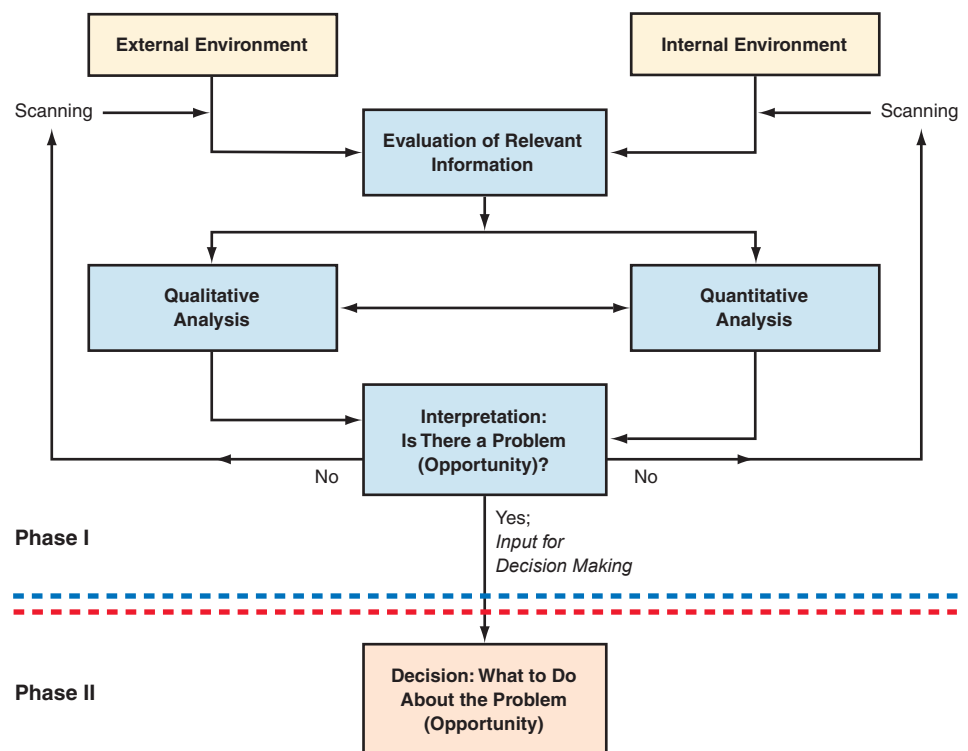 External Environment
Internal Environment
Scanning
Scanning
Evaluation of Relevant
Information
Qualitative
Analysis
Quantitative
Analysis
Interpretation:
Is There a Problem
(Opportunity)?
No
No
Yes;
Input for
Decision Making
Phase I
Phase II
Decision: What to Do
About the Problem
(Opportunity)